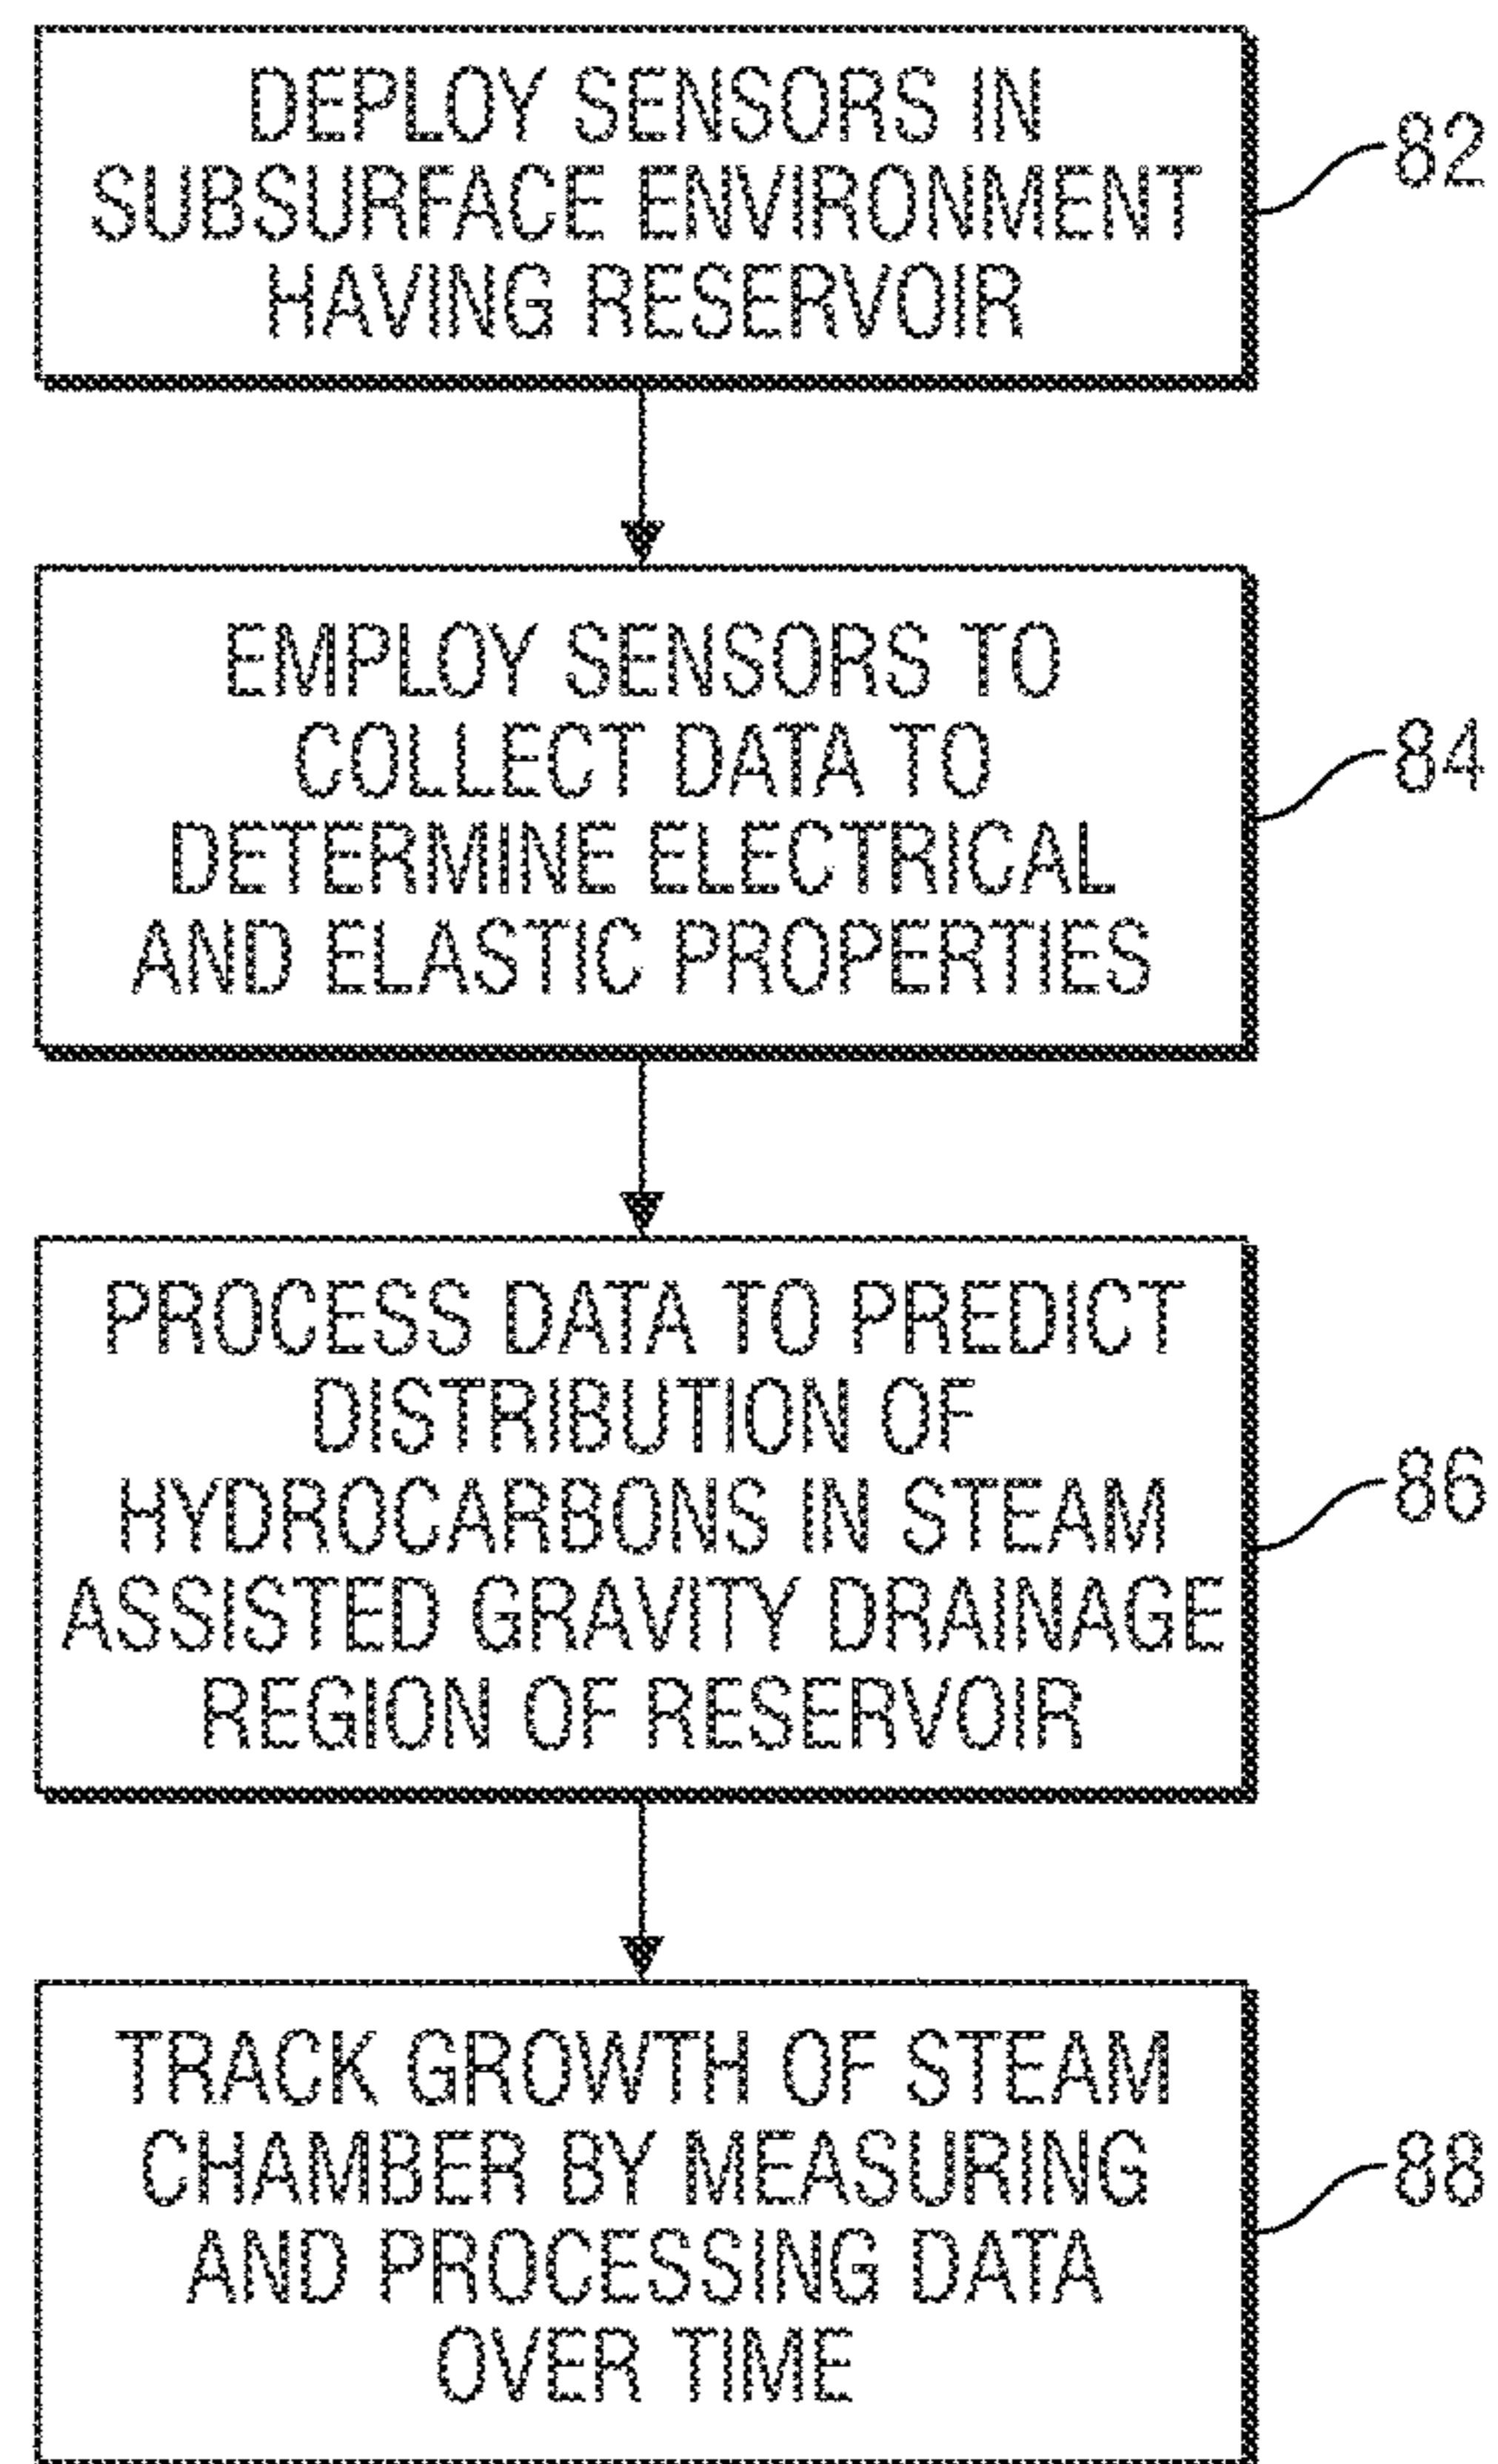 DEPLOY SENSORS IN
SUBSURFACE ENVIRONMENT
HAVING RESERVOIR
82
EMPLOY SENSORS TO
COLLECT DATA TO
DETERMINE ELECTRICAL
AND ELASTIC PROPERTIES
84
PROCESS DATA TO PREDICT
DISTRIBUTION OF
HYDROCARBONS IN STEAM
ASSISTED GRAVITY DRAINAGE
REGION OF RESERVOIR
86
TRACK GROWTH OF STEAM
CHAMBER BY MEASURING
AND PROCESSING DATA
OVER TIME
88